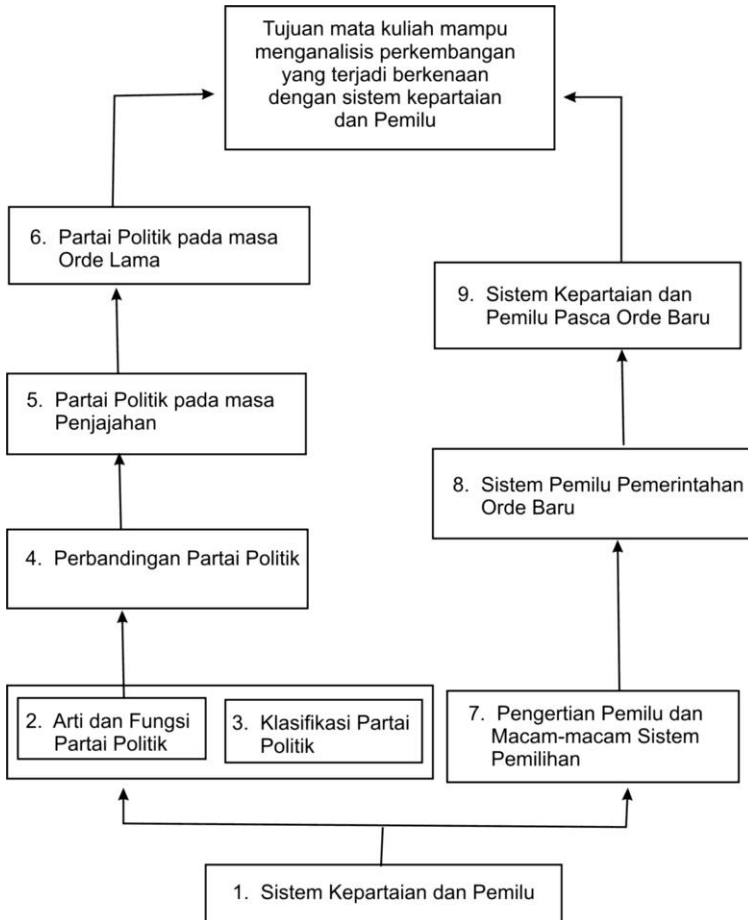 Tujuan mata kuliah mampu
menganalisis perkembangan
yang terjadi berkenaan
dengan sistem kepartaian
dan Pemilu
6. Partai Politik pada masa
Orde Lama
9. Sistem Kepartaian dan
Pemilu Pasca Orde Baru
5. Partai Politik pada masa
Penjajahan
8. Sistem Pemilu Pemerintahan
Orde Baru
4. Perbandingan Partai Politik
2. Arti dan Fungsi
Partai Politik
3. Klasifikasi Partai
Politik
7. Pengertian Pemilu dan
Macam-macam Sistem
Pemilihan
1. Sistem Kepartaian dan Pemilu